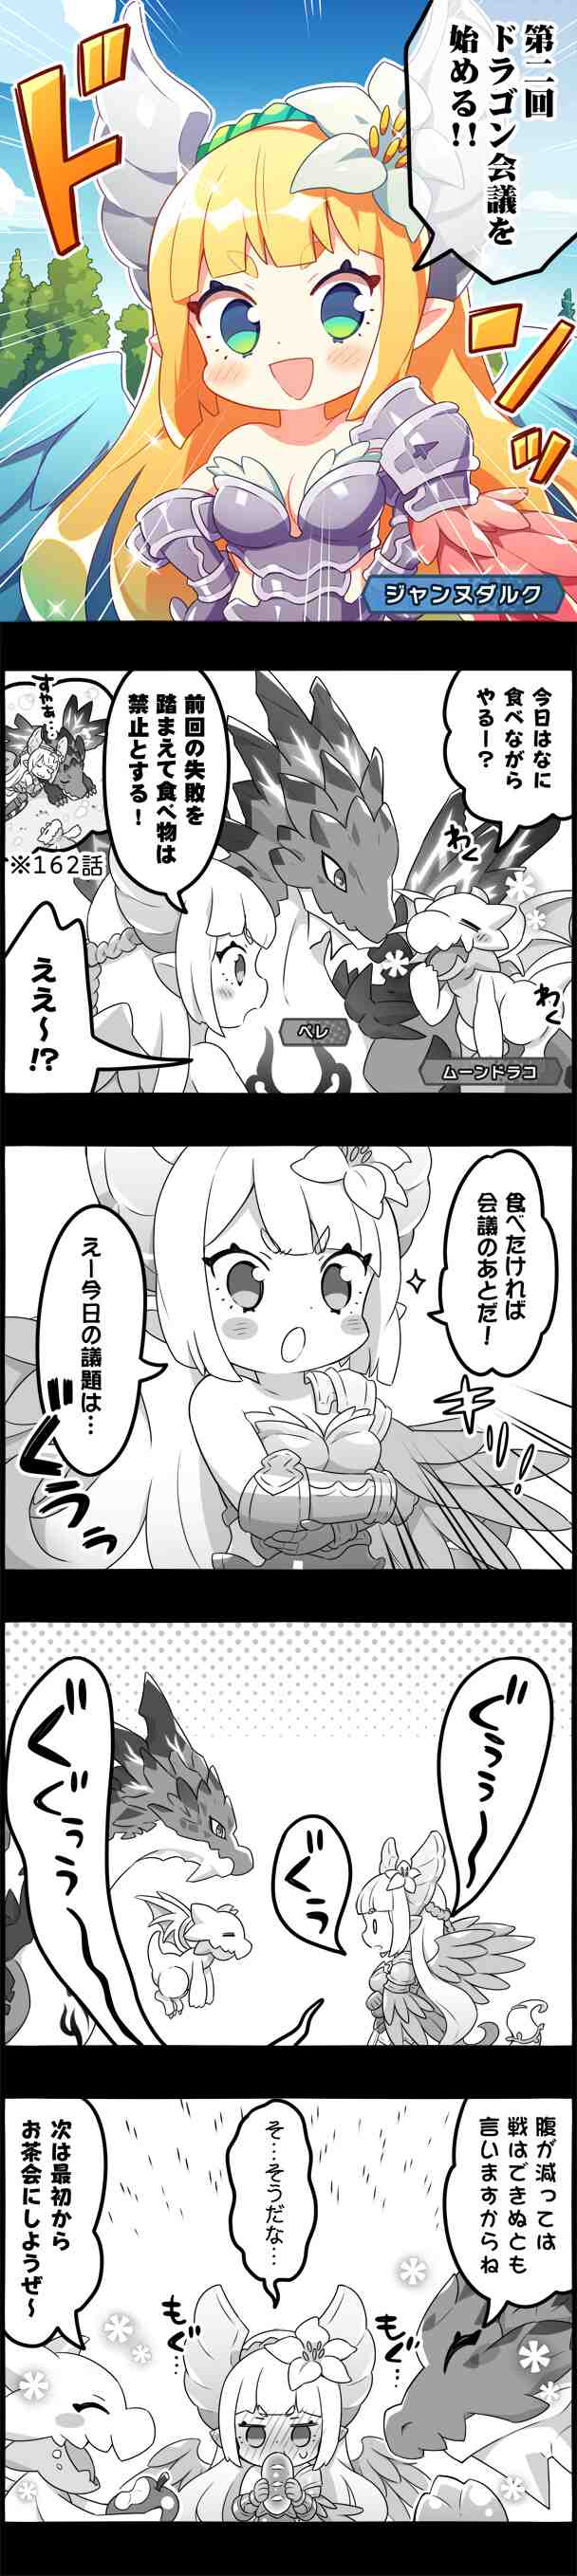 第二回
ドラゴン会議を
始める!!
ドンッ
ジャンヌダルク
今日はなに
食べながら
やるー?
わく
わく
前回の失敗を
踏まえて食べ物は
禁止とする!
すやぁ…
※162話
ええ～!?
ペレ
ムーンドラコ
食べたければ
会議のあとだ!
キリッ!
えー今日の議題は…
ぐぅぅ
ぐぅぅ～
ぐぅ
ぐぐぅぅ～
腹が減っては
戦はできぬとも
言いますからね
そ…そうだな…
次は最初から
お茶会にしようぜ～
もぐ…
もぐ…